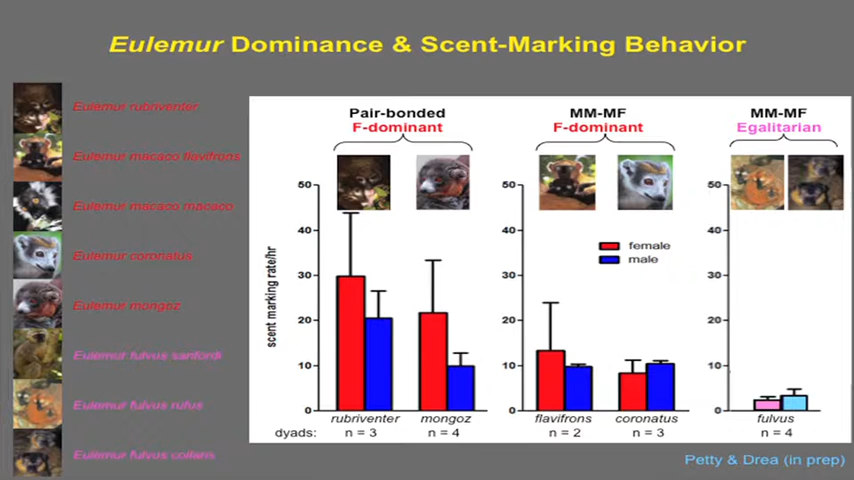 Eulemur Dominance & Scent-Marking Behavior
Eulemur rubriventer
Eulemur macaco flavifrons
Eulemur macaco macaco
Eulemur coronatus
Eulemur mongoz
Eulemur fulvus sanfordi
Eulemur fulvus rufus
Eulemur fulvus collaris
Pair-bonded
F-dominant
MM-MF
F-dominant
MM-MF
Egalitarian
scent marking rate/hr
50
40
30
20
10
0
50
40
30
20
10
0
50
40
30
20
10
0
female
male
rubriventer mongoz
flavifrons coronatus
fulvus
dyads: n = 3 n = 4
n = 2 n = 3
n = 4
Petty & Drea (in prep)